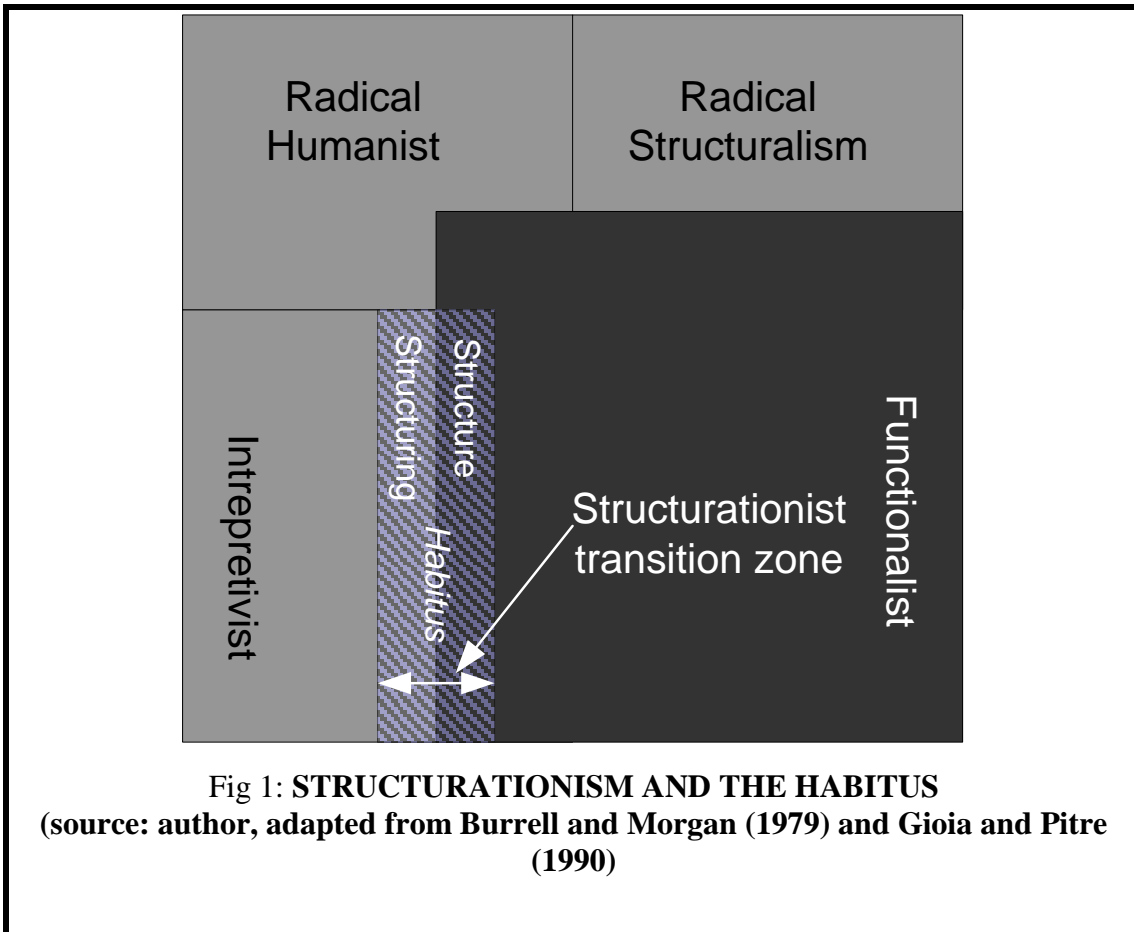 Radical
Humanist
Radical
Structuralism
Intrepretivist
Structuring
Structure
Habitus
Structurationist
transition zone
Functionalist
Fig 1: STRUCTURATIONISM AND THE HABITUS
(source: author, adapted from Burrell and Morgan (1979) and Gioia and Pitre
(1990)